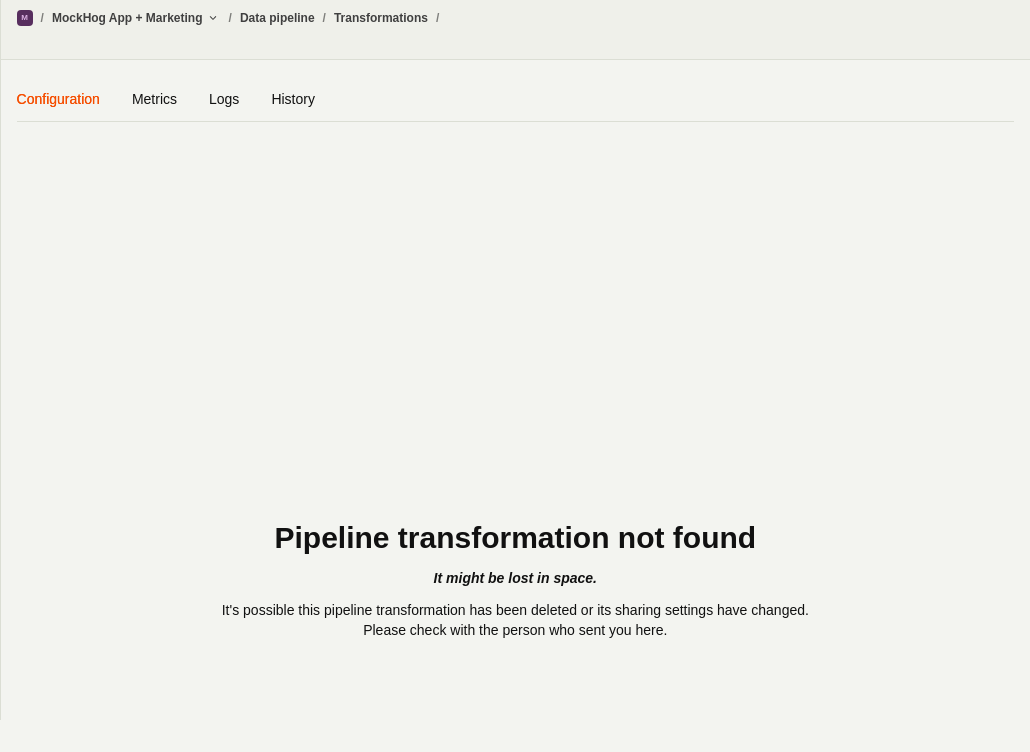 M / MockHog App + Marketing / Data pipeline / Transformations /
Configuration Metrics Logs History
Pipeline transformation not found
It might be lost in space.
It's possible this pipeline transformation has been deleted or its sharing settings have changed.
Please check with the person who sent you here.